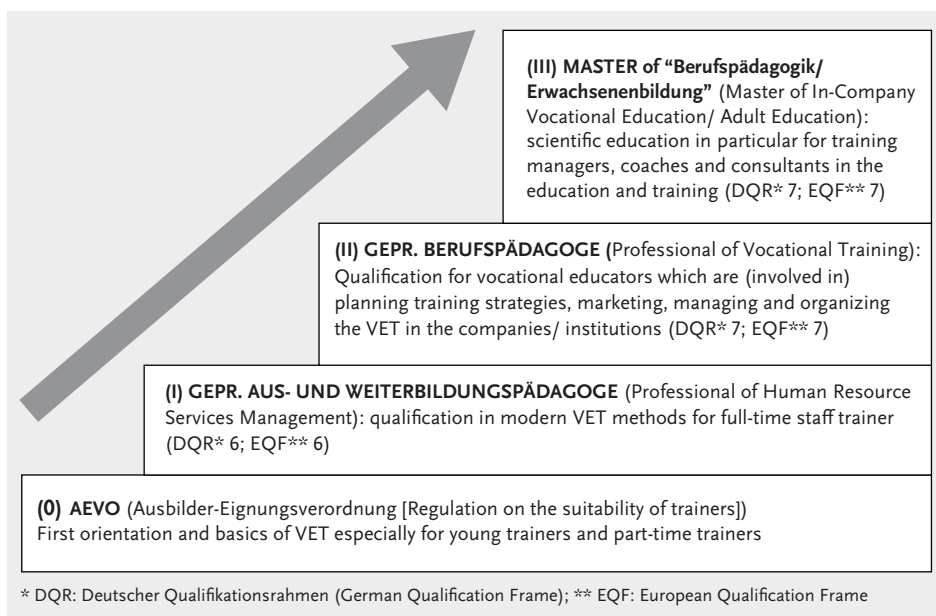 (III) MASTER of “Berufspädagogik/
Erwachsenenbildung” (Master of In-Company
Vocational Education/ Adult Education):
scientific education in particular for training
managers, coaches and consultants in the
education and training (DQR* 7; EQF** 7)
(II) GEPR. BERUFSPÄDAGOGE (Professional of Vocational Training):
Qualification for vocational educators which are (involved in)
planning training strategies, marketing, managing and organizing
the VET in the companies/ institutions (DQR* 7; EQF** 7)
(I) GEPR. AUS- UND WEITERBILDUNGSPÄDAGOGE (Professional of Human Resource
Services Management): qualification in modern VET methods for full-time staff trainer
(DQR* 6; EQF** 6)
(0) AEVO (Ausbilder-Eignungsverordnung [Regulation on the suitability of trainers])
First orientation and basics of VET especially for young trainers and part-time trainers
* DQR: Deutscher Qualifikationsrahmen (German Qualification Frame); ** EQF: European Qualification Frame